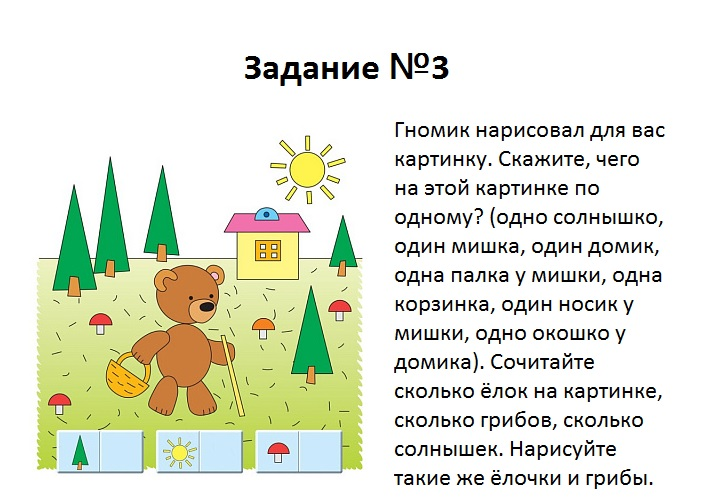 Задание №3
Гномик нарисовал для вас
картинку. Скажите, чего
на этой картинке по
одному? (одно солнышко,
один мишка, один домик,
одна палка у мишки, одна
корзинка, один носик у
мишки, одно окошко у
домика). Сочитайте
сколько ёлок на картинке,
сколько грибов, сколько
солнышек. Нарисуйте
такие же ёлочки и грибы.